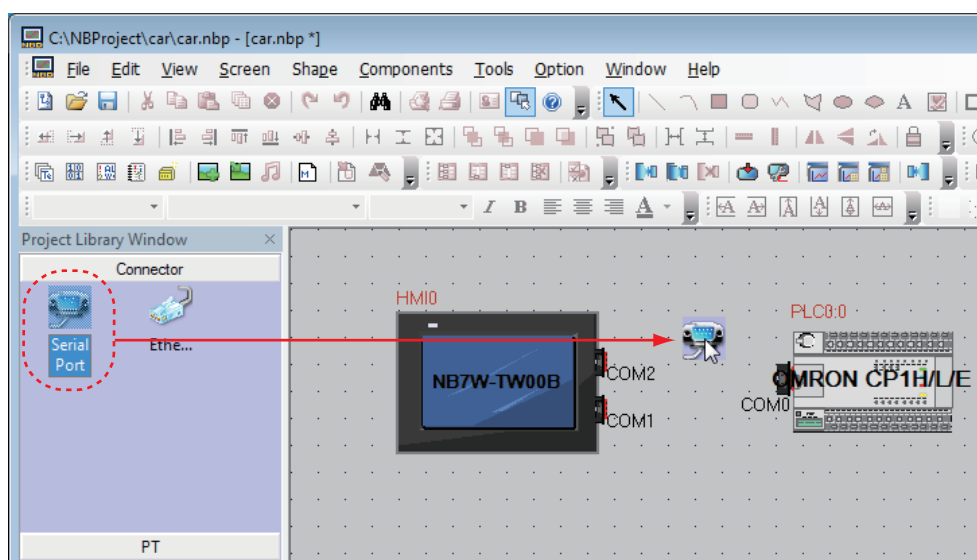 C:\NBProject\car\car.nbp - [car.nbp *]
File Edit View Screen Shape Components Tools Option Window Help
Project Library Window
Connector
Serial
Port
Ethe...
PT
HMI0
NB7W-TW00B
COM2
COM1
PLC0:0
OMRON CP1H/L/E
COM0